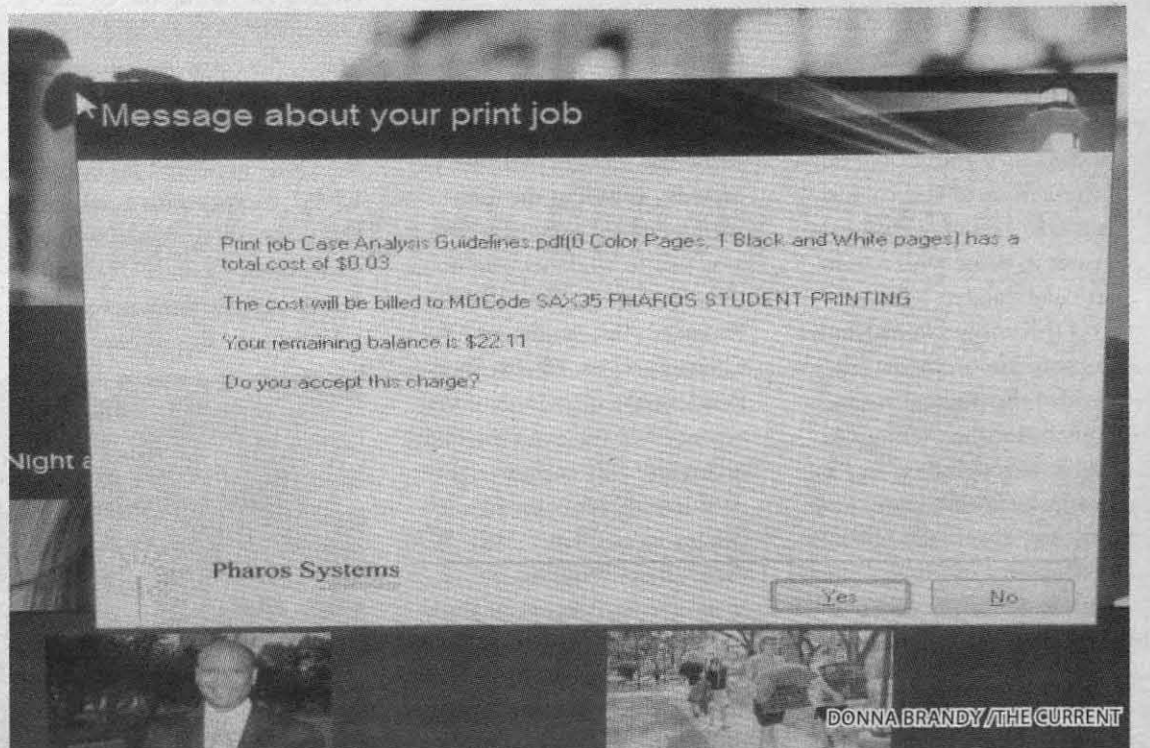 Message about your print job
Print job Case Analysis Guidelines.pdf(0 Color Pages, 1 Black and White pages) has a
total cost of $0.03
The cost will be billed to MOCode SAX35 PHAROS STUDENT PRINTING
Your remaining balance is $22.11
Do you accept this charge?
Night a
Pharos Systems
Yes No
DONNA BRANDY /THE CURRENT